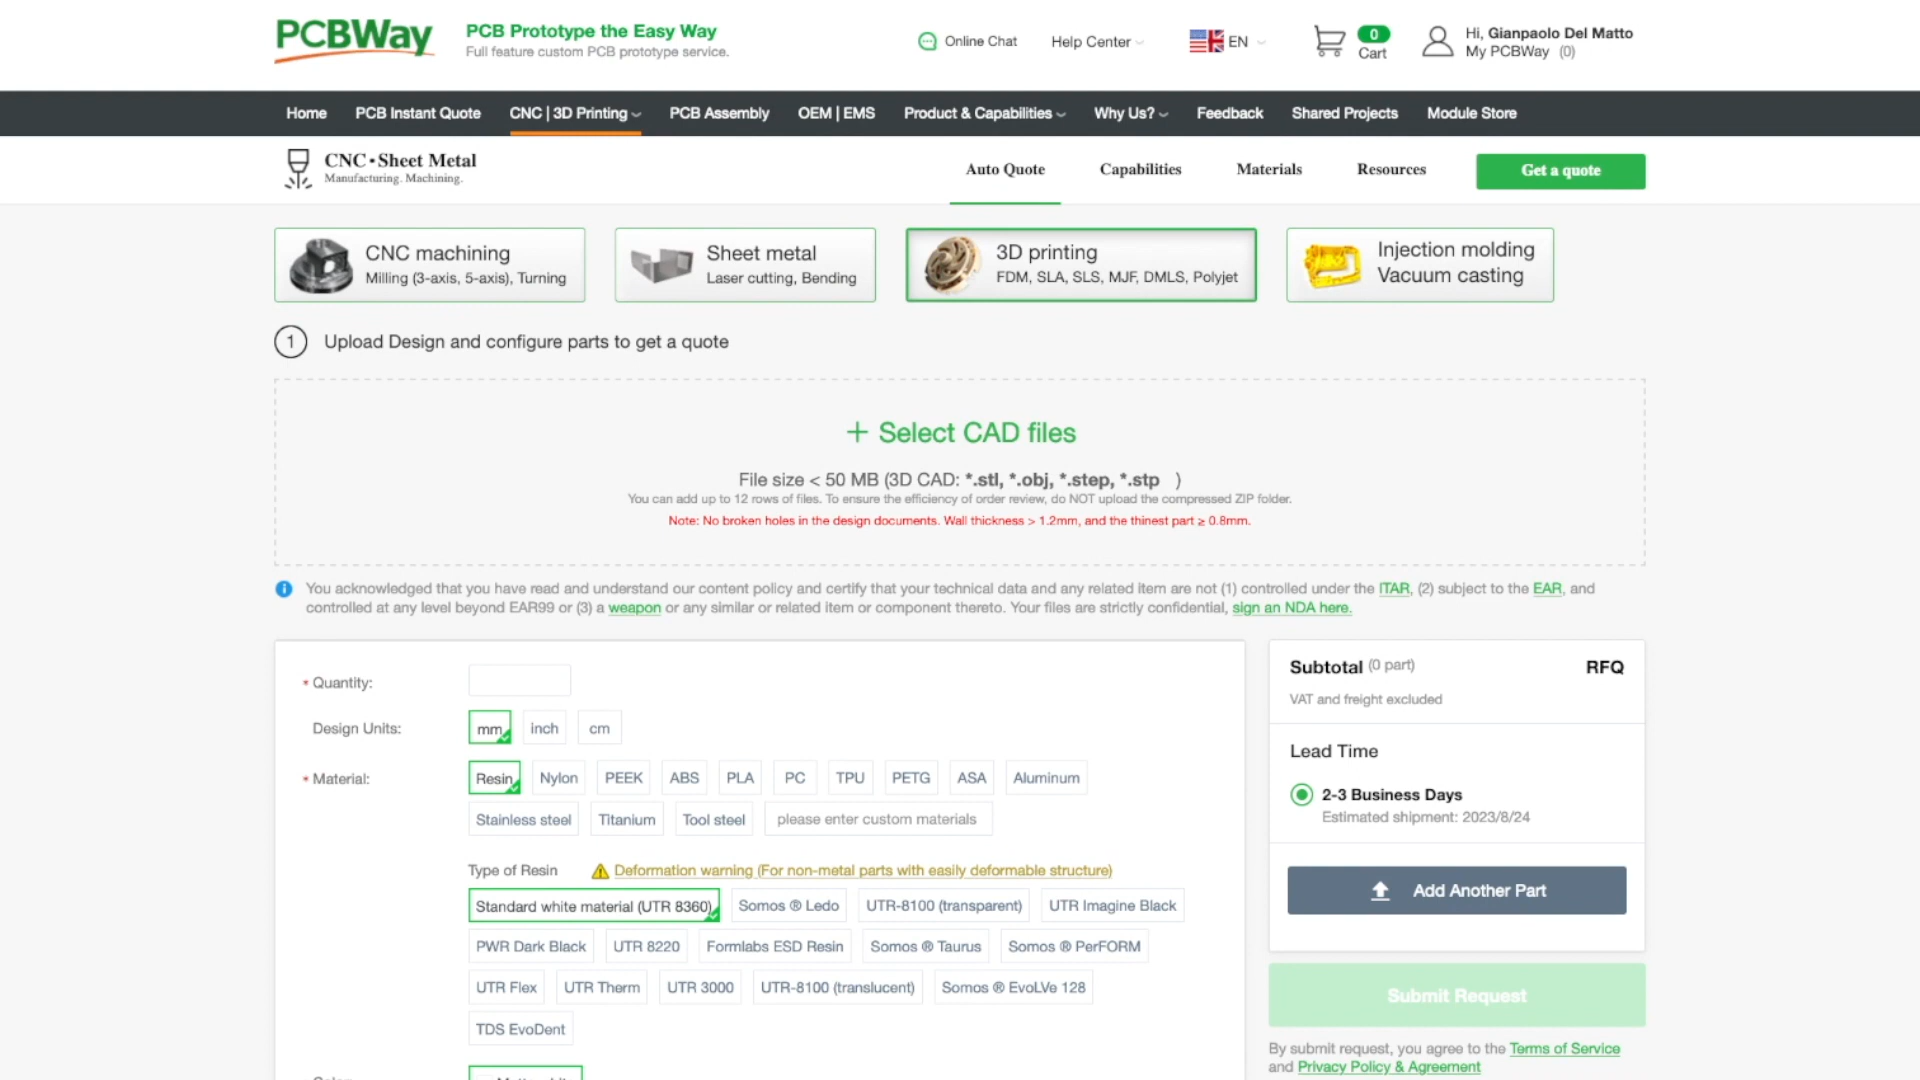 PCBWay
PCB Prototype the Easy Way
Full feature custom PCB prototype service.
Online Chat
Help Center
EN
0
Cart
Hi, Gianpaolo Del Matto
My PCBWay (0)
Home
PCB Instant Quote
CNC | 3D Printing
PCB Assembly
OEM | EMS
Product & Capabilities
Why Us?
Feedback
Shared Projects
Module Store
CNC • Sheet Metal
Manufacturing. Machining.
Auto Quote
Capabilities
Materials
Resources
Get a quote
CNC machining
Milling (3-axis, 5-axis), Turning
Sheet metal
Laser cutting, Bending
3D printing
FDM, SLA, SLS, MJF, DMLS, Polyjet
Injection molding
Vacuum casting
1 Upload Design and configure parts to get a quote
+ Select CAD files
File size < 50 MB (3D CAD: *.stl, *.obj, *.step, *.stp )
You can add up to 12 rows of files. To ensure the efficiency of order review, do NOT upload the compressed ZIP folder.
Note: No broken holes in the design documents. Wall thickness > 1.2mm, and the thinest part ≥ 0.8mm.
You acknowledged that you have read and understand our content policy and certify that your technical data and any related item are not (1) controlled under the ITAR, (2) subject to the EAR, and
controlled at any level beyond EAR99 or (3) a weapon or any similar or related item or component thereto. Your files are strictly confidential, sign an NDA here.
* Quantity:
Design Units: mm inch cm
* Material: Resin Nylon PEEK ABS PLA PC TPU PETG ASA Aluminum
Stainless steel Titanium Tool steel please enter custom materials
Type of Resin Deformation warning (For non-metal parts with easily deformable structure)
Standard white material (UTR 8360) Somos ® Ledo UTR-8100 (transparent) UTR Imagine Black
PWR Dark Black UTR 8220 Formlabs ESD Resin Somos ® Taurus Somos ® PerFORM
UTR Flex UTR Therm UTR 3000 UTR-8100 (translucent) Somos ® EvoLVe 128
TDS EvoDent
Subtotal (0 part) RFQ
VAT and freight excluded
Lead Time
2-3 Business Days
Estimated shipment: 2023/8/24
Add Another Part
Submit Request
By submit request, you agree to the Terms of Service
and Privacy Policy & Agreement